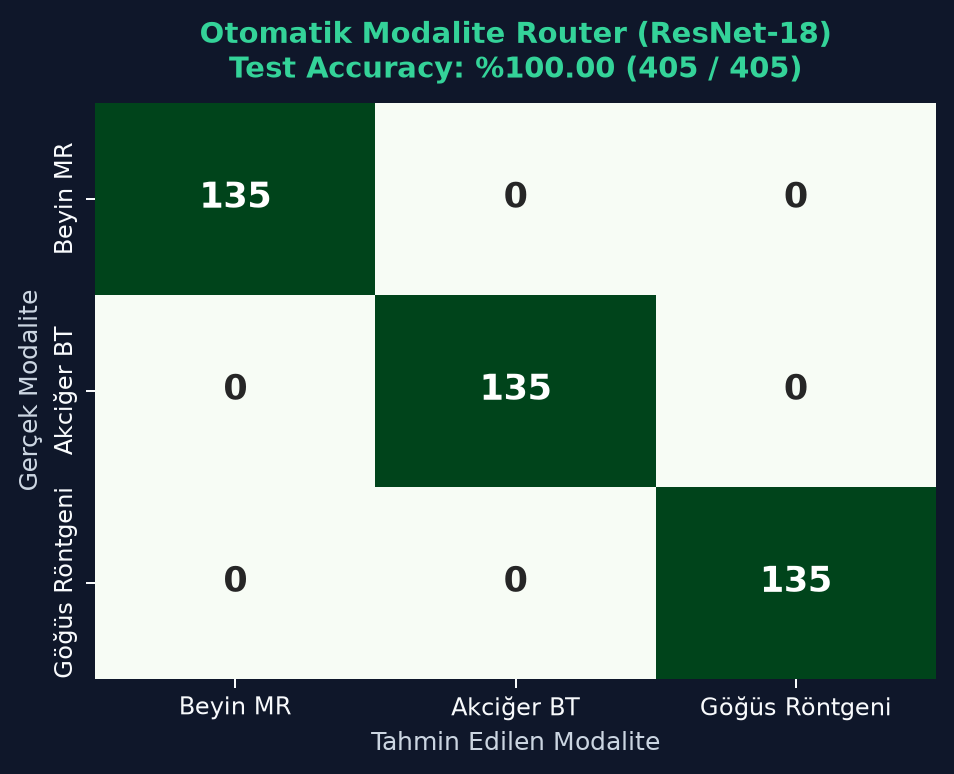 Otomatik Modalite Router (ResNet-18)
Test Accuracy: %100.00 (405 / 405)
Gerçek Modalite
Beyin MR
135 0 0
Akciğer BT
0 135 0
Göğüs Röntgeni
0 0 135
Beyin MR Akciğer BT Göğüs Röntgeni
Tahmin Edilen Modalite